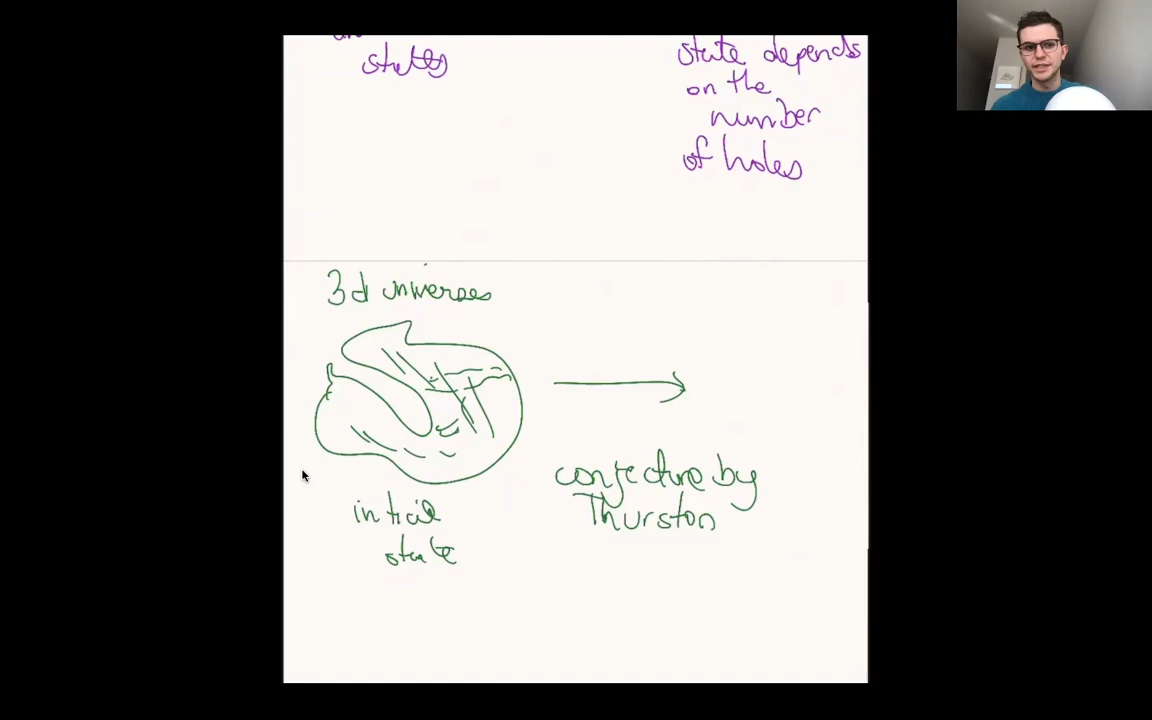 states
state depends
on the
number
of holes
3d universes
initial
state
conjecture by
Thurston